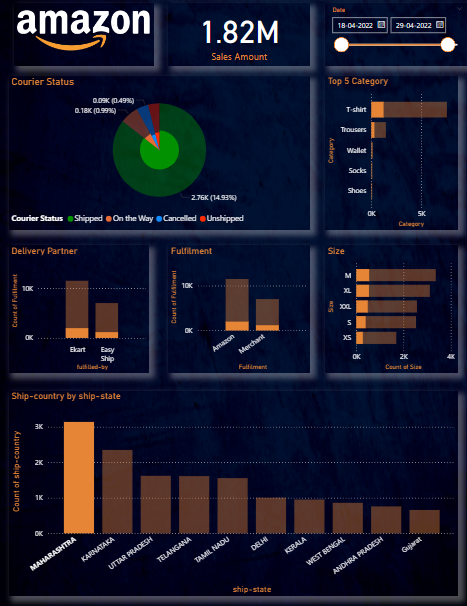 amazon
1.82M
Sales Amount
Date
18-04-2022
29-04-2022
Courier Status
0.09K (0.49%)
0.18K (0.99%)
2.76K (14.93%)
Courier Status Shipped On the Way Cancelled Unshipped
Top 5 Category
Category
T-shirt
Trousers
Wallet
Socks
Shoes
0K 5K
Category
Delivery Partner
Count of Fulfilment
10K
0K
Ekart Easy Ship
fulfilled-by
Fulfilment
Count of Fulfilment
10K
0K
Amazon Merchant
Fulfilment
Size
Size
M
XL
XXL
S
XS
0K 2K 4K
Count of Size
Ship-country by ship-state
Count of ship-country
3K
2K
1K
0K
MAHARASHTRA KARNATAKA UTTAR PRADESH TELANGANA TAMIL NADU DELHI KERALA WEST BENGAL ANDHRA PRADESH Gujarat
ship-state